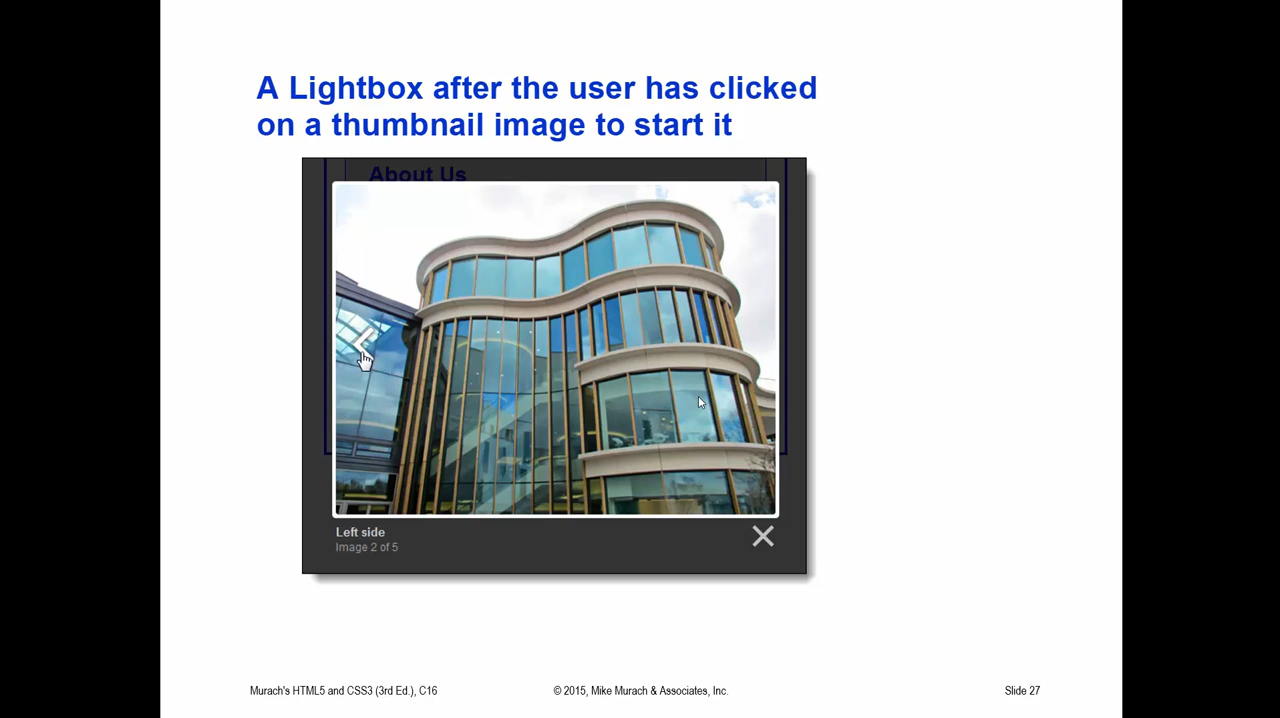 A Lightbox after the user has clicked
on a thumbnail image to start it
About Us
Left side
Image 2 of 5
Murach's HTML5 and CSS3 (3rd Ed.), C16
© 2015, Mike Murach & Associates, Inc.
Slide 27